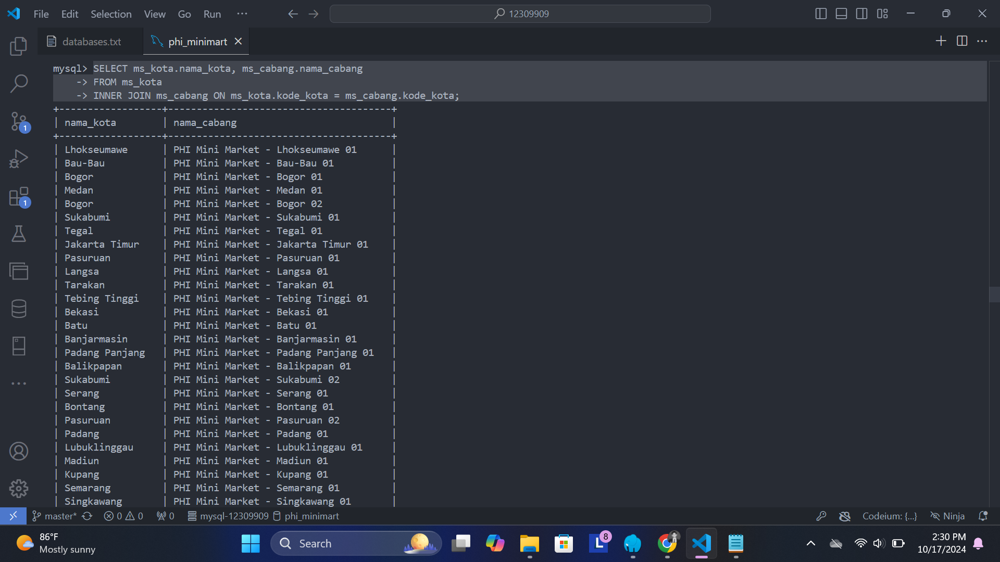 File Edit Selection View Go Run ··· 12309909
databases.txt phi_minimart
mysql> SELECT ms_kota.nama_kota, ms_cabang.nama_cabang
-> FROM ms_kota
-> INNER JOIN ms_cabang ON ms_kota.kode_kota = ms_cabang.kode_kota;
+------------------+---------------------------------------+
| nama_kota | nama_cabang |
+------------------+---------------------------------------+
| Lhokseumawe | PHI Mini Market - Lhokseumawe 01 |
| Bau-Bau | PHI Mini Market - Bau-Bau 01 |
| Bogor | PHI Mini Market - Bogor 01 |
| Medan | PHI Mini Market - Medan 01 |
| Bogor | PHI Mini Market - Bogor 02 |
| Sukabumi | PHI Mini Market - Sukabumi 01 |
| Tegal | PHI Mini Market - Tegal 01 |
| Jakarta Timur | PHI Mini Market - Jakarta Timur 01 |
| Pasuruan | PHI Mini Market - Pasuruan 01 |
| Langsa | PHI Mini Market - Langsa 01 |
| Tarakan | PHI Mini Market - Tarakan 01 |
| Tebing Tinggi | PHI Mini Market - Tebing Tinggi 01 |
| Bekasi | PHI Mini Market - Bekasi 01 |
| Batu | PHI Mini Market - Batu 01 |
| Banjarmasin | PHI Mini Market - Banjarmasin 01 |
| Padang Panjang | PHI Mini Market - Padang Panjang 01 |
| Balikpapan | PHI Mini Market - Balikpapan 01 |
| Sukabumi | PHI Mini Market - Sukabumi 02 |
| Serang | PHI Mini Market - Serang 01 |
| Bontang | PHI Mini Market - Bontang 01 |
| Pasuruan | PHI Mini Market - Pasuruan 02 |
| Padang | PHI Mini Market - Padang 01 |
| Lubuklinggau | PHI Mini Market - Lubuklinggau 01 |
| Madiun | PHI Mini Market - Madiun 01 |
| Kupang | PHI Mini Market - Kupang 01 |
| Semarang | PHI Mini Market - Semarang 01 |
| Singkawang | PHI Mini Market - Singkawang 01 |
1
1
master* 0 0 0 mysql-12309909 phi_minimart Codeium: {...} Ninja
86°F
Mostly sunny
Search
L 8
2:30 PM
10/17/2024